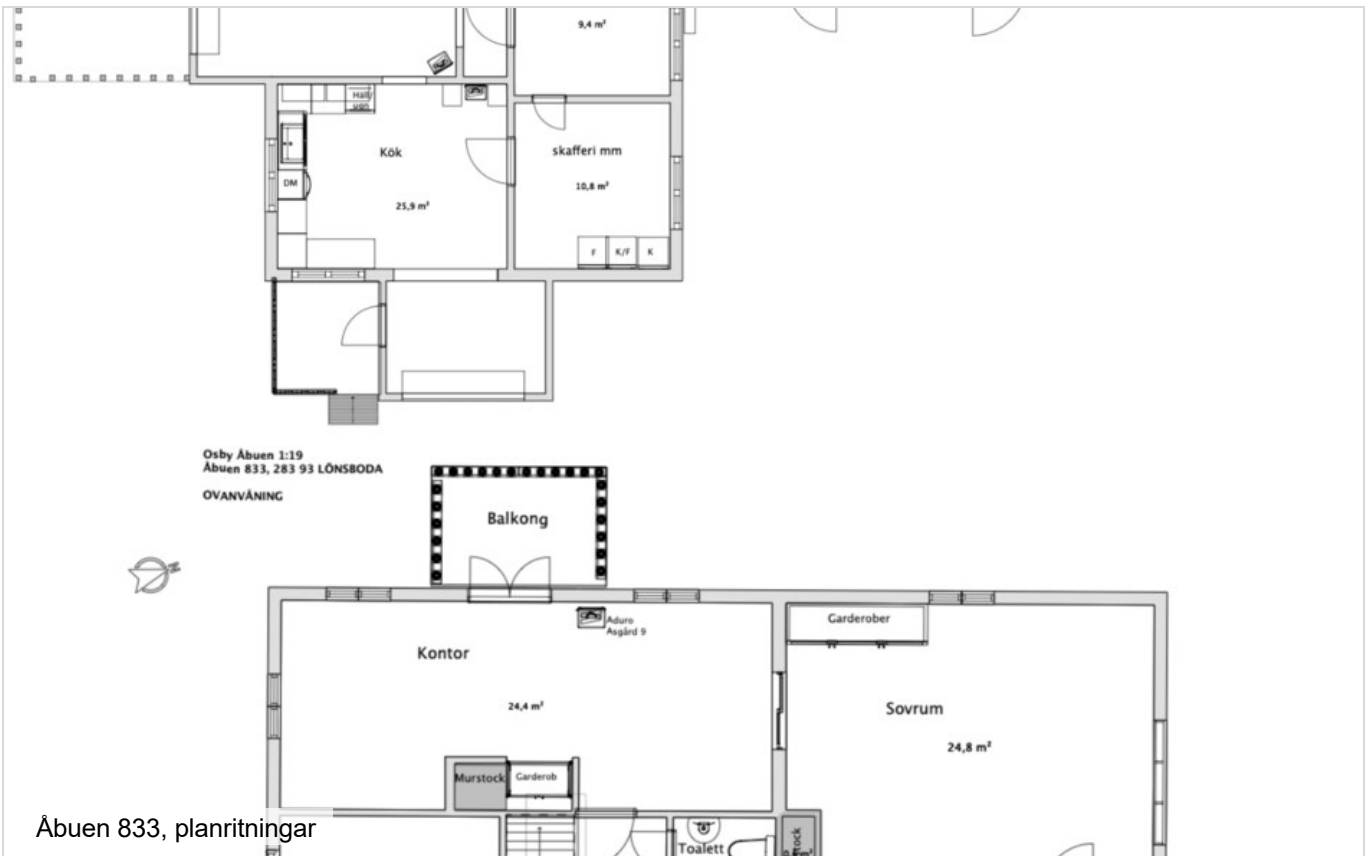 9,4 m²
Häll/
ugn
Kök
skafferi mm
DM
10,8 m²
25,9 m²
F K/F K
Osby Åbuen 1:19
Åbuen 833, 283 93 LÖNSBODA
OVANVÅNING
Balkong
N
Aduro
Asgård 9
Garderober
Kontor
24,4 m²
Sovrum
24,8 m²
Murstock
Garderob
Toalett
Åbuen 833, planritningar